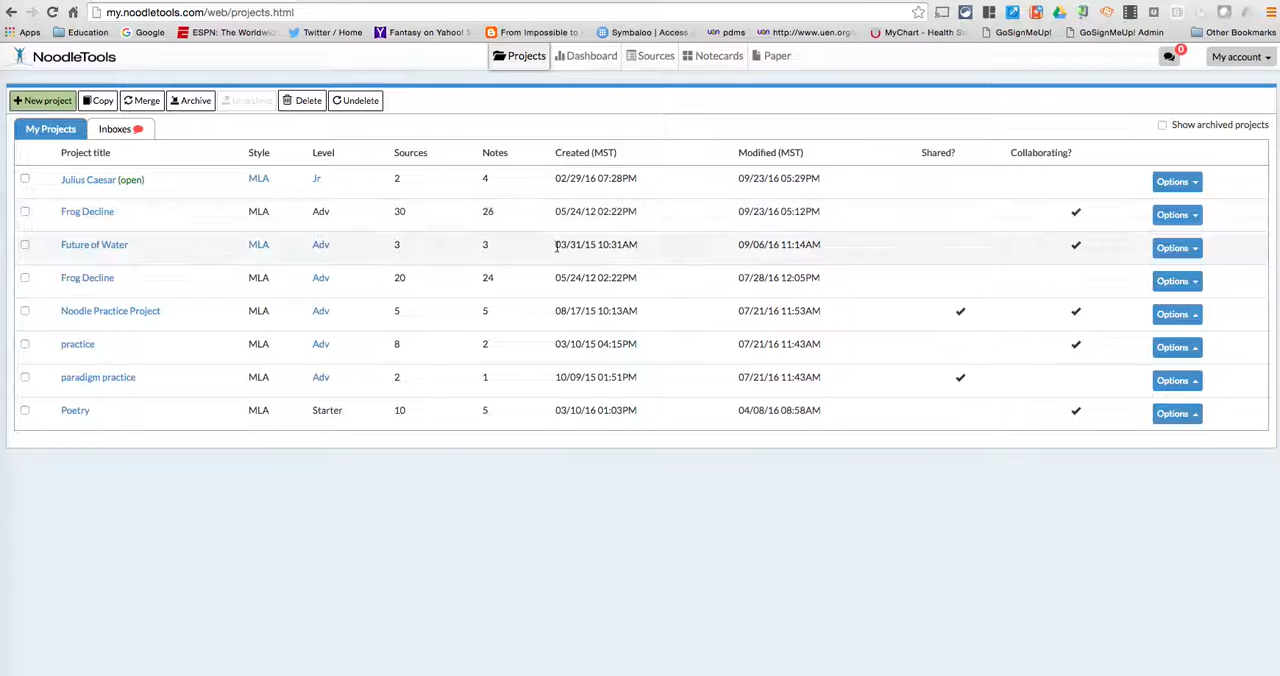 my.noodletools.com/web/projects.html
Apps Education Google ESPN: The Worldwid Twitter / Home Fantasy on Yahoo! S From Impossible to Symbaloo | Access pdms http://www.uen.org/ MyChart - Health Su GoSignMeUp! GoSignMeUp! Admin Other Bookmarks
NoodleTools Projects Dashboard Sources Notecards Paper 0 My account
New project Copy Merge Archive Delete Undelete
My Projects Inboxes Show archived projects
Project title Style Level Sources Notes Created (MST) Modified (MST) Shared? Collaborating?
Julius Caesar (open) MLA Jr 2 4 02/29/16 07:28PM 09/23/16 05:29PM Options
Frog Decline MLA Adv 30 26 05/24/12 02:22PM 09/23/16 05:12PM Options
Future of Water MLA Adv 3 3 03/31/15 10:31AM 09/06/16 11:14AM Options
Frog Decline MLA Adv 20 24 05/24/12 02:22PM 07/28/16 12:05PM Options
Noodle Practice Project MLA Adv 5 5 08/17/15 10:13AM 07/21/16 11:53AM Options
practice MLA Adv 8 2 03/10/15 04:15PM 07/21/16 11:43AM Options
paradigm practice MLA Adv 2 1 10/09/15 01:51PM 07/21/16 11:43AM Options
Poetry MLA Starter 10 5 03/10/16 01:03PM 04/08/16 08:58AM Options